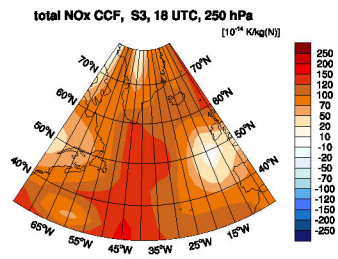 total NOx CCF, S3, 18 UTC, 250 hPa
[10⁻¹⁴ K/kg(N)]
70°N
70°N
60°N
60°N
50°N
50°N
40°N
40°N
65°W
55°W
45°W
35°W
25°W
15°W
250
200
150
120
100
70
50
20
10
-10
-20
-50
-70
-100
-120
-150
-200
-250